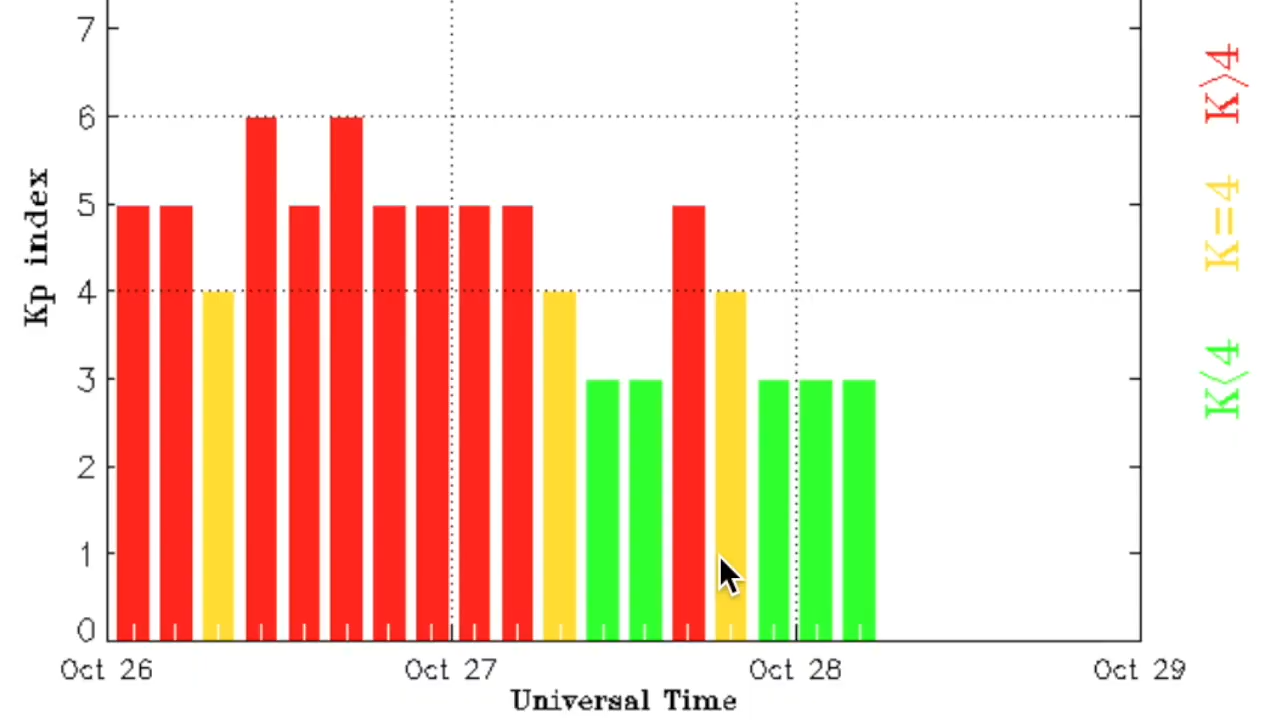 7
6
5
4
3
2
1
0
Kp index
Oct 26
Oct 27
Oct 28
Oct 29
Universal Time
K>4
K=4
K<4